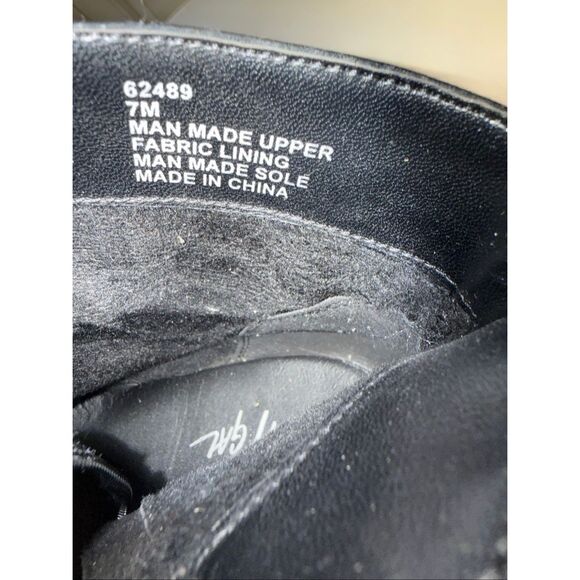 62489
7M
MAN MADE UPPER
FABRIC LINING
MAN MADE SOLE
MADE IN CHINA